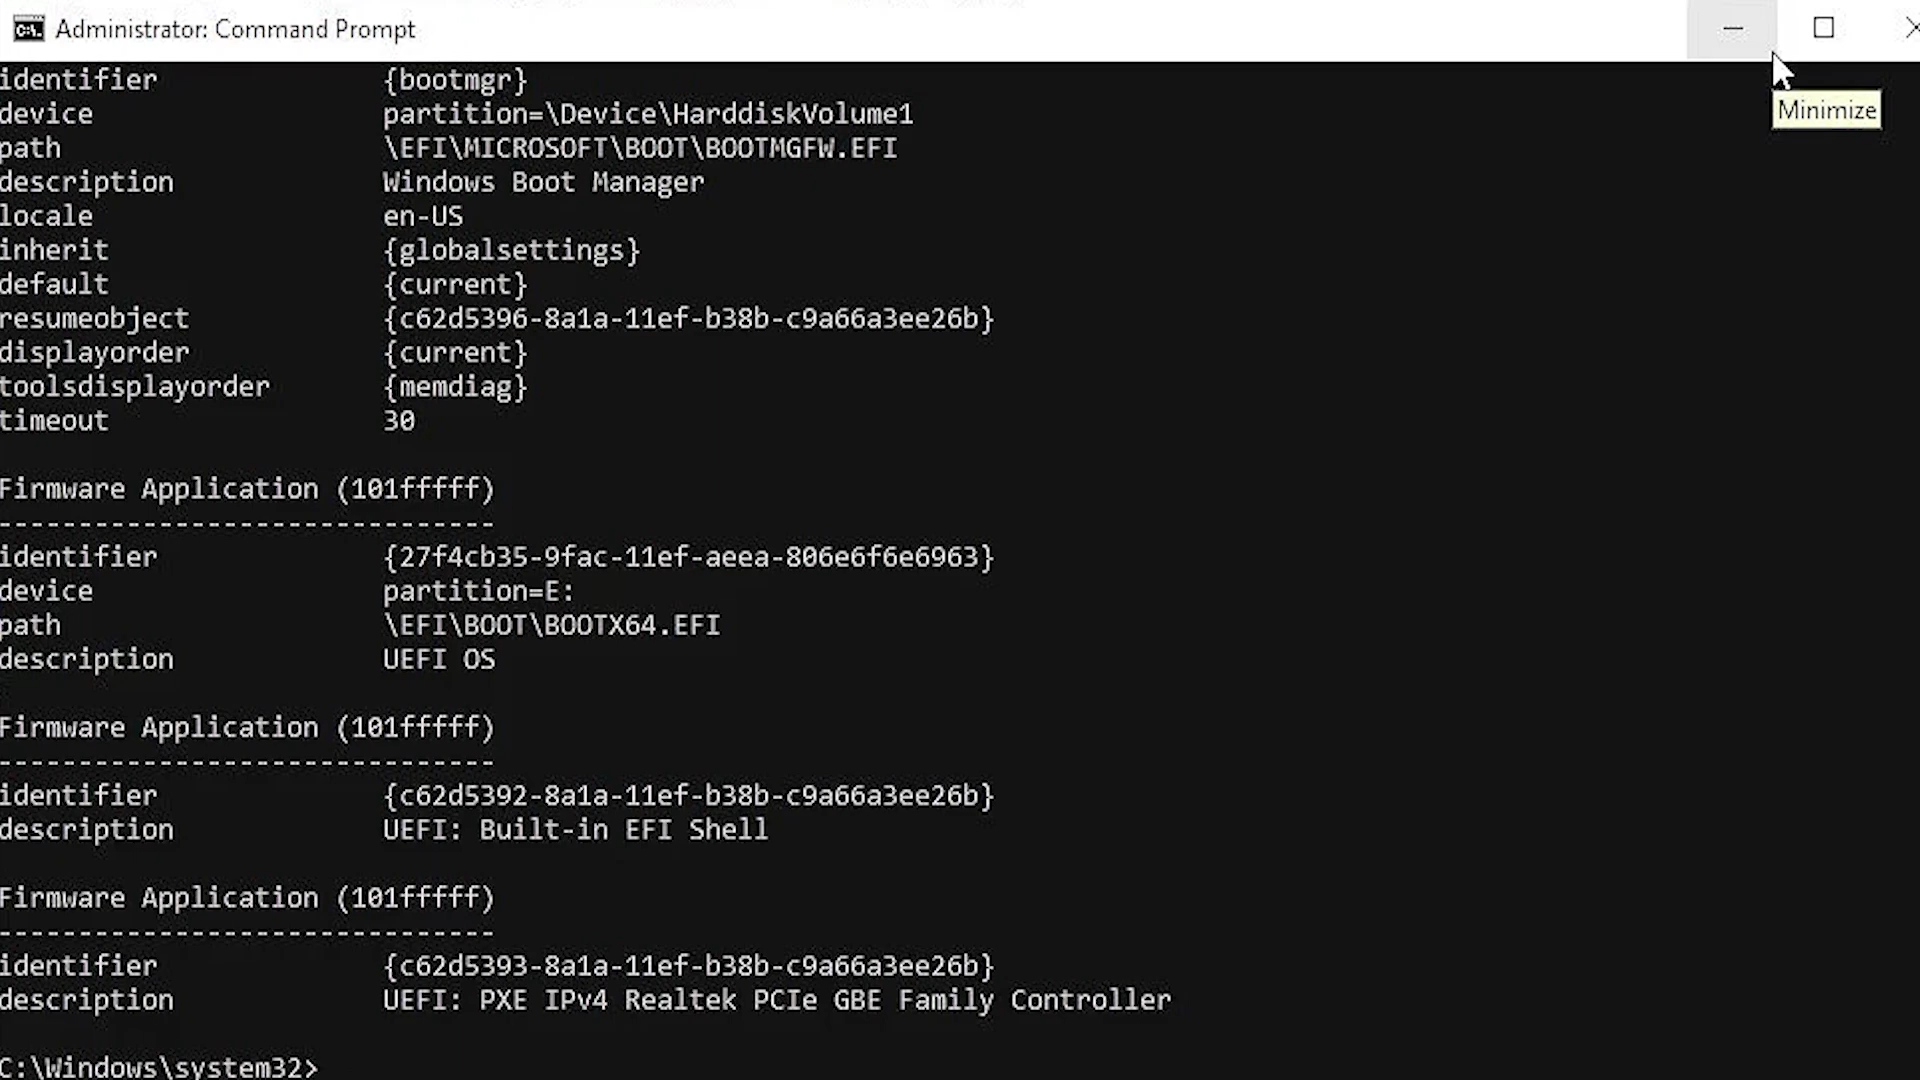 Administrator: Command Prompt
Minimize
identifier {bootmgr}
device partition=\Device\HarddiskVolume1
path \EFI\MICROSOFT\BOOT\BOOTMGFW.EFI
description Windows Boot Manager
locale en-US
inherit {globalsettings}
default {current}
resumeobject {c62d5396-8a1a-11ef-b38b-c9a66a3ee26b}
displayorder {current}
toolsdisplayorder {memdiag}
timeout 30
Firmware Application (101fffff)
-------------------------------
identifier {27f4cb35-9fac-11ef-aeea-806e6f6e6963}
device partition=E:
path \EFI\BOOT\BOOTX64.EFI
description UEFI OS
Firmware Application (101fffff)
-------------------------------
identifier {c62d5392-8a1a-11ef-b38b-c9a66a3ee26b}
description UEFI: Built-in EFI Shell
Firmware Application (101fffff)
-------------------------------
identifier {c62d5393-8a1a-11ef-b38b-c9a66a3ee26b}
description UEFI: PXE IPv4 Realtek PCIe GBE Family Controller
C:\Windows\system32>